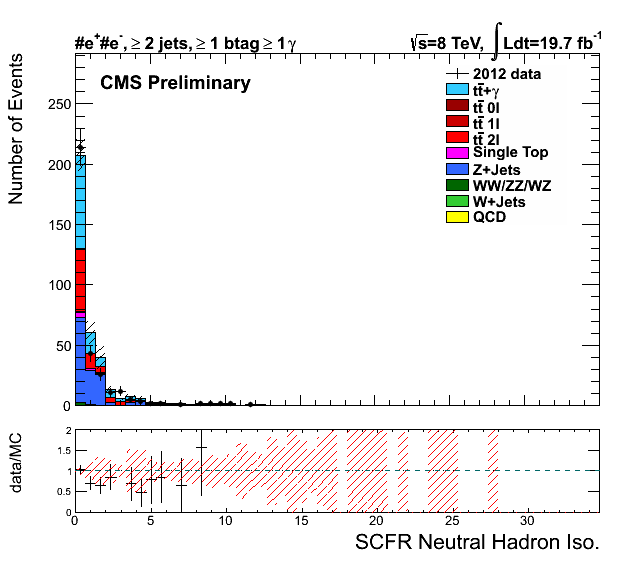 #e⁺#e⁻, ≥ 2 jets, ≥ 1 btag ≥ 1 γ
√s=8 TeV, ∫Ldt=19.7 fb⁻¹
CMS Preliminary
2012 data
tt̄+γ
tt̄ 0l
tt̄ 1l
tt̄ 2l
Single Top
Z+Jets
WW/ZZ/WZ
W+Jets
QCD
Number of Events
250
200
150
100
50
0
data/MC
2
1.5
1
0.5
0
0 5 10 15 20 25 30
SCFR Neutral Hadron Iso.